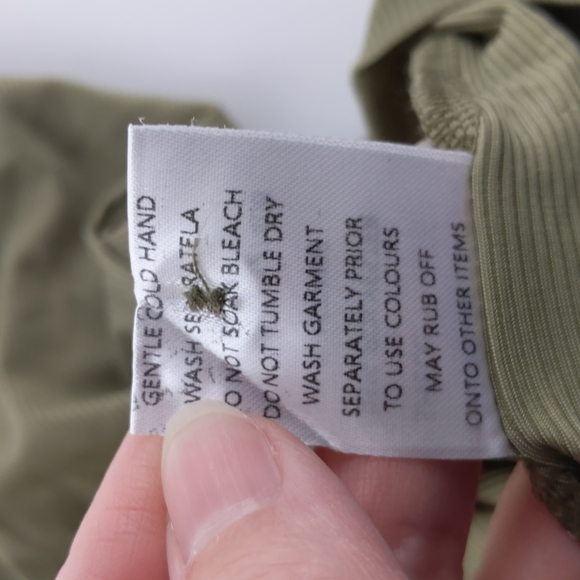 GENTLE COLD HAND
WASH SEPARATELA
O NOT SOAK BLEACH
DO NOT TUMBLE DRY
WASH GARMENT
SEPARATELY PRIOR
TO USE COLOURS
MAY RUB OFF
ONTO OTHER ITEMS